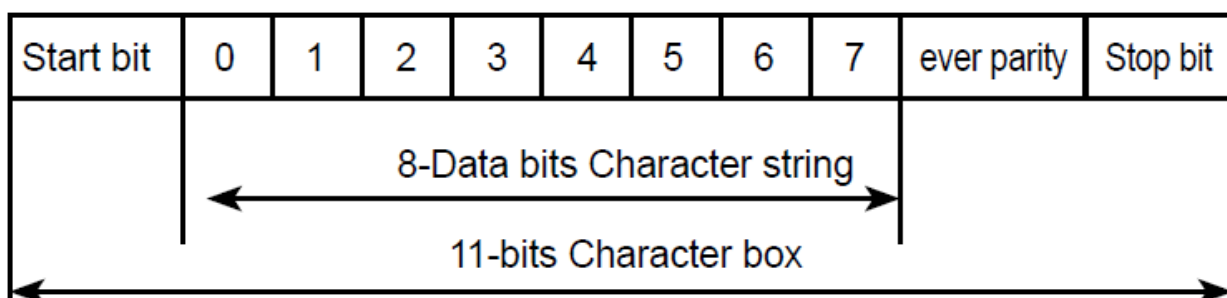 Start bit 0 1 2 3 4 5 6 7 ever parity Stop bit
8-Data bits Character string
11-bits Character box